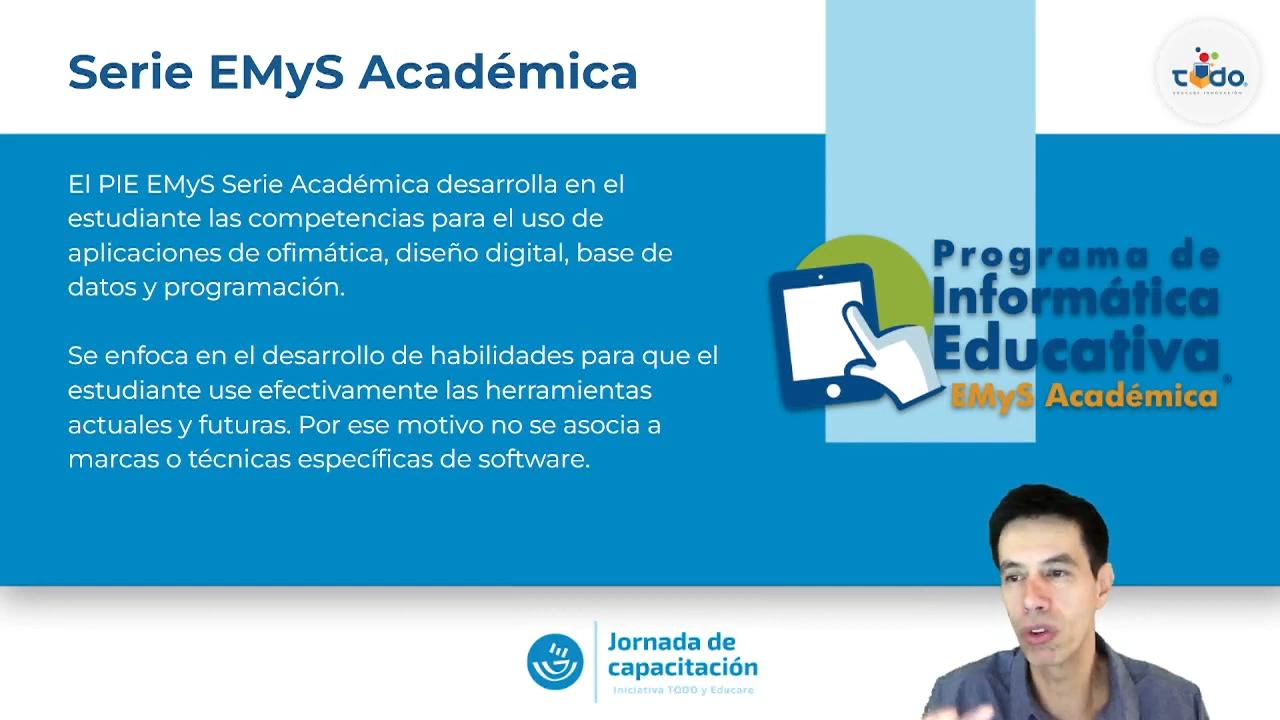 Serie EMyS Académica
todo
El PIE EMyS Serie Académica desarrolla en el
estudiante las competencias para el uso de
aplicaciones de ofimática, diseño digital, base de
datos y programación.
Se enfoca en el desarrollo de habilidades para que el
estudiante use efectivamente las herramientas
actuales y futuras. Por ese motivo no se asocia a
marcas o técnicas específicas de software.
Programa de
Informática
Educativa®
EMyS Académica
Jornada de
capacitación
Iniciativa TODO y Educare